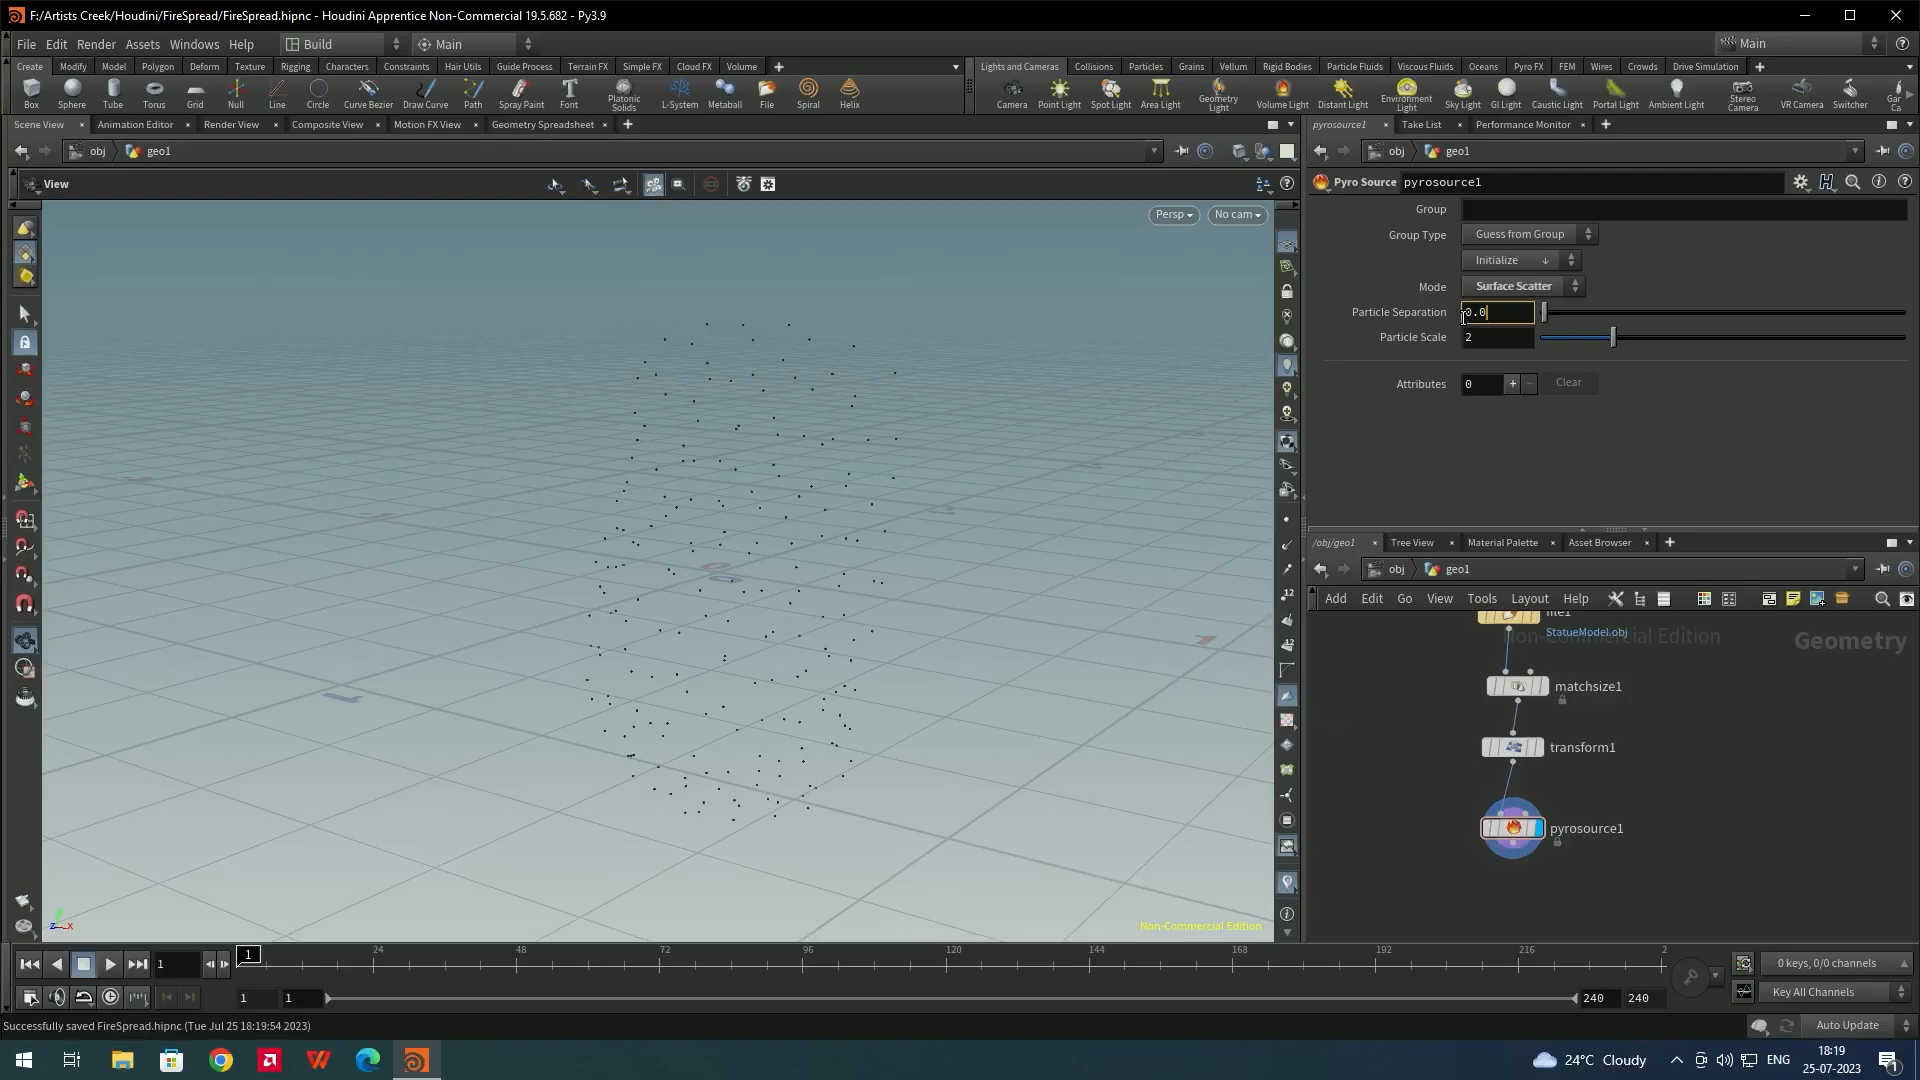 F:/Artists Creek/Houdini/FireSpread/FireSpread.hipnc - Houdini Apprentice Non-Commercial 19.5.682 - Py3.9
File Edit Render Assets Windows Help Build Main Main
Create Modify Model Polygon Deform Texture Rigging Characters Constraints Hair Utils Guide Process Terrain FX Simple FX Cloud FX Volume
Lights and Cameras Collisions Particles Grains Vellum Rigid Bodies Particle Fluids Viscous Fluids Oceans Pyro FX FEM Wires Crowds Drive Simulation
Box Sphere Tube Torus Grid Null Line Circle Curve Bezier Draw Curve Path Spray Paint Font Platonic Solids L-System Metaball File Spiral Helix
Camera Point Light Spot Light Area Light Geometry Light Volume Light Distant Light Environment Light Sky Light GI Light Caustic Light Portal Light Ambient Light Stereo Camera VR Camera Switcher Gar Ca
Scene View Animation Editor Render View Composite View Motion FX View Geometry Spreadsheet
pyrosource1 Take List Performance Monitor
obj geo1
obj geo1
View
Persp No cam
Pyro Source pyrosource1
Group
Group Type Guess from Group
Initialize
Mode Surface Scatter
Particle Separation 0.0
Particle Scale 2
Attributes 0 Clear
/obj/geo1 Tree View Material Palette Asset Browser
obj geo1
Add Edit Go View Tools Layout Help
StatueModel.obj
Non-Commercial Edition
Geometry
matchsize1
transform1
pyrosource1
Non-Commercial Edition
1 1 24 48 72 96 120 144 168 192 216 2
1 1 240 240
0 keys, 0/0 channels
Key All Channels
Successfully saved FireSpread.hipnc (Tue Jul 25 18:19:54 2023)
Auto Update
24°C Cloudy ENG 18:19
25-07-2023
1